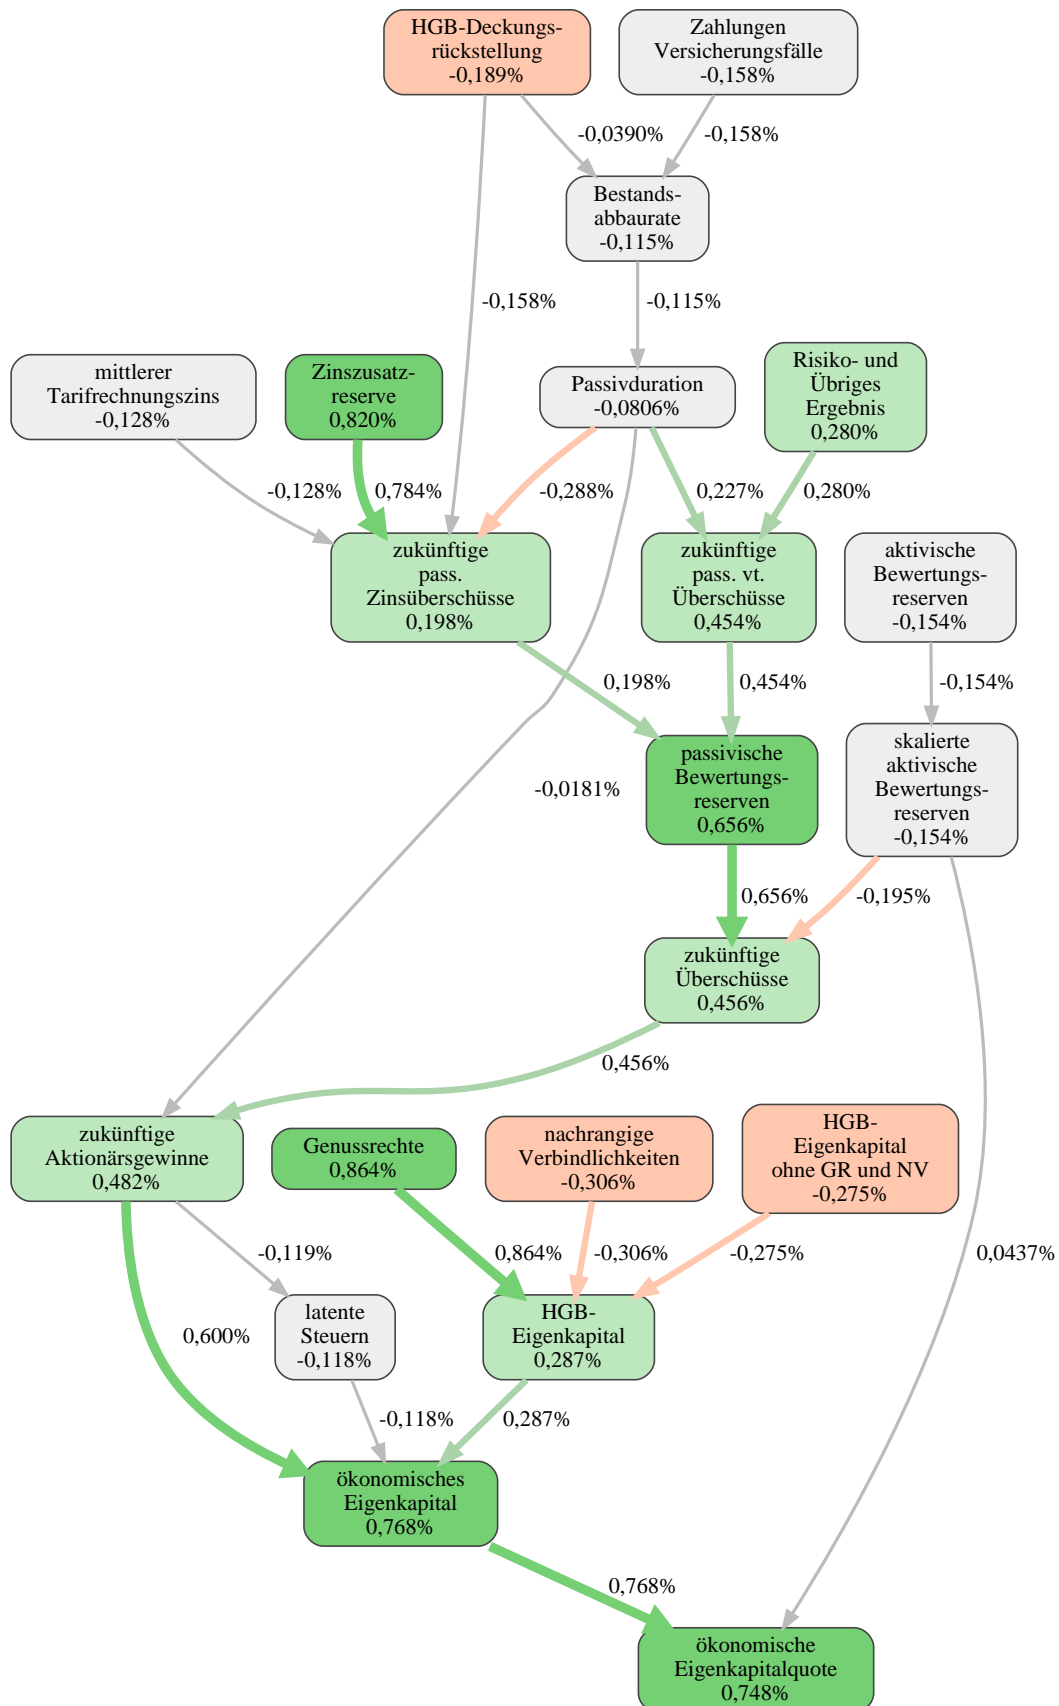 HGB-Deckungs-
rückstellung
-0,189%
Zahlungen
Versicherungsfälle
-0,158%
-0,0390%
-0,158%
Bestands-
abbaurate
-0,115%
-0,158%
-0,115%
mittlerer
Tarifrechnungszins
-0,128%
Zinszusatz-
reserve
0,820%
Passivduration
-0,0806%
Risiko- und
Übriges
Ergebnis
0,280%
-0,128%
0,784%
-0,288%
0,227%
0,280%
zukünftige
pass.
Zinsüberschüsse
0,198%
zukünftige
pass. vt.
Überschüsse
0,454%
aktivische
Bewertungs-
reserven
-0,154%
0,198%
0,454%
-0,154%
passivische
Bewertungs-
reserven
0,656%
skalierte
aktivische
Bewertungs-
reserven
-0,154%
-0,0181%
0,656%
-0,195%
zukünftige
Überschüsse
0,456%
0,456%
zukünftige
Aktionärsgewinne
0,482%
Genussrechte
0,864%
nachrangige
Verbindlichkeiten
-0,306%
HGB-
Eigenkapital
ohne GR und NV
-0,275%
-0,119%
0,864%
-0,306%
-0,275%
0,0437%
0,600%
latente
Steuern
-0,118%
HGB-
Eigenkapital
0,287%
-0,118%
0,287%
ökonomisches
Eigenkapital
0,768%
0,768%
ökonomische
Eigenkapitalquote
0,748%